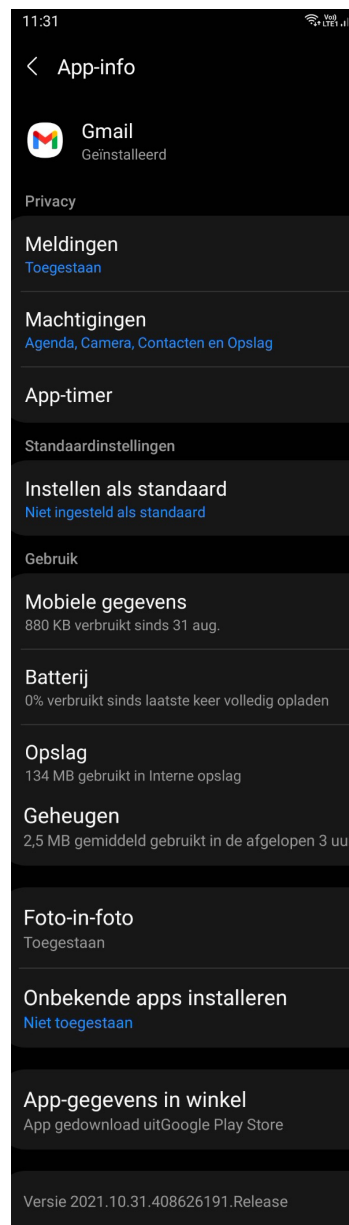 11:31
Vo)) LTE1
App-info
Gmail
Geïnstalleerd
Privacy
Meldingen
Toegestaan
Machtigingen
Agenda, Camera, Contacten en Opslag
App-timer
Standaardinstellingen
Instellen als standaard
Niet ingesteld als standaard
Gebruik
Mobiele gegevens
880 KB verbruikt sinds 31 aug.
Batterij
0% verbruikt sinds laatste keer volledig opladen
Opslag
134 MB gebruikt in Interne opslag
Geheugen
2,5 MB gemiddeld gebruikt in de afgelopen 3 uu
Foto-in-foto
Toegestaan
Onbekende apps installeren
Niet toegestaan
App-gegevens in winkel
App gedownload uitGoogle Play Store
Versie 2021.10.31.408626191.Release